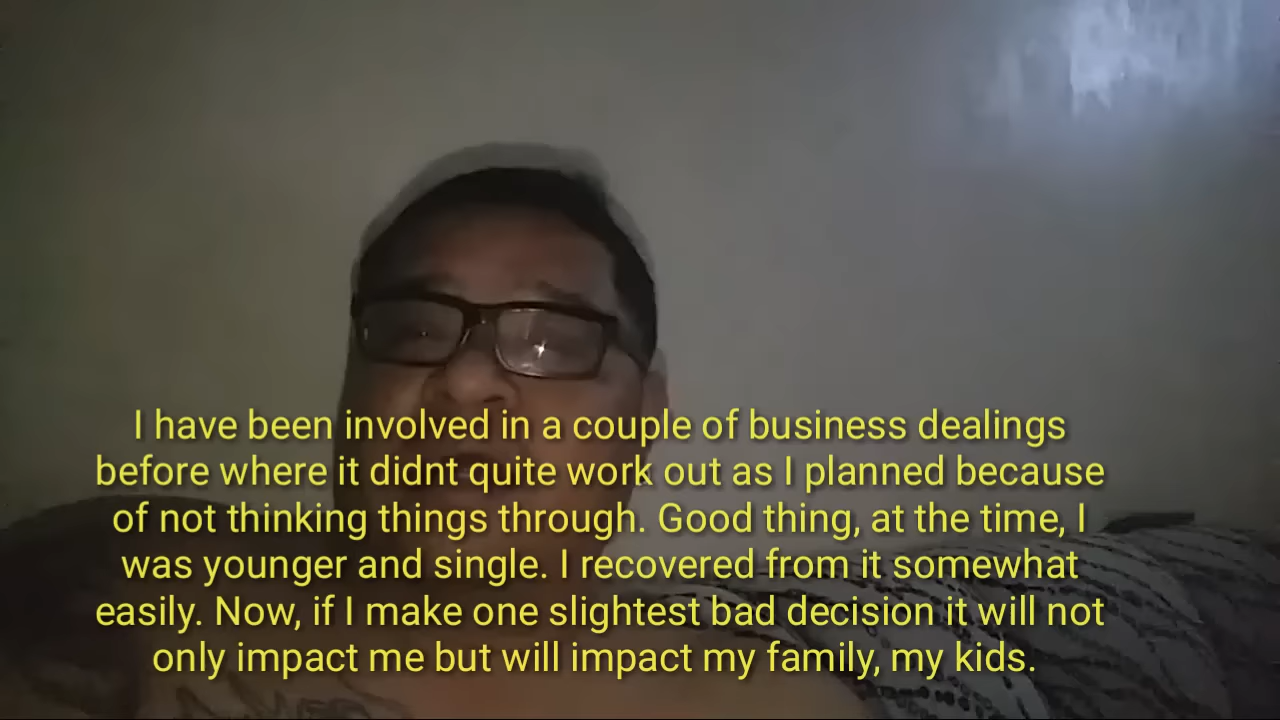 I have been involved in a couple of business dealings
before where it didnt quite work out as I planned because
of not thinking things through. Good thing, at the time, I
was younger and single. I recovered from it somewhat
easily. Now, if I make one slightest bad decision it will not
only impact me but will impact my family, my kids.